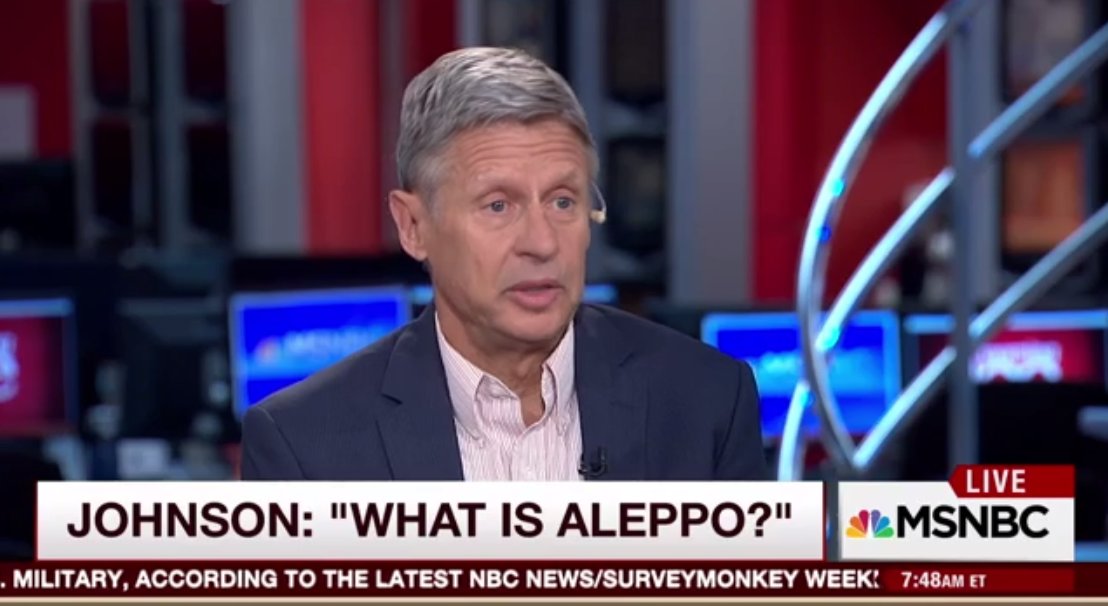 JOHNSON: "WHAT IS ALEPPO?"
LIVE
MSNBC
. MILITARY, ACCORDING TO THE LATEST NBC NEWS/SURVEYMONKEY WEEK
7:48AM ET